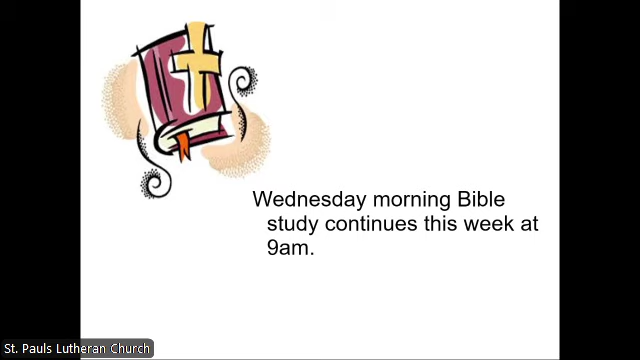 Wednesday morning Bible
study continues this week at
9am.
St. Pauls Lutheran Church